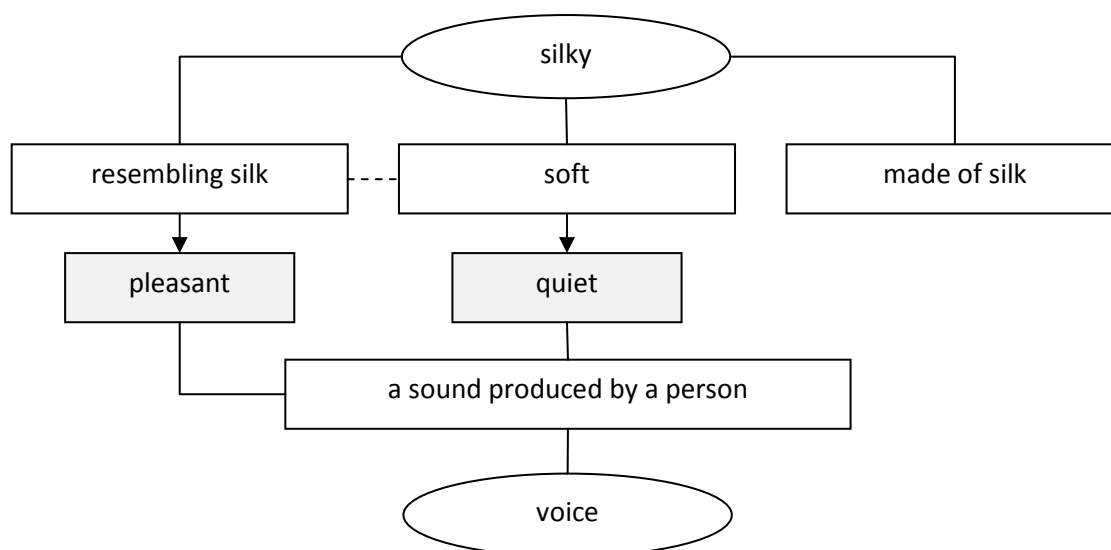 silky
resembling silk
soft
made of silk
pleasant
quiet
a sound produced by a person
voice